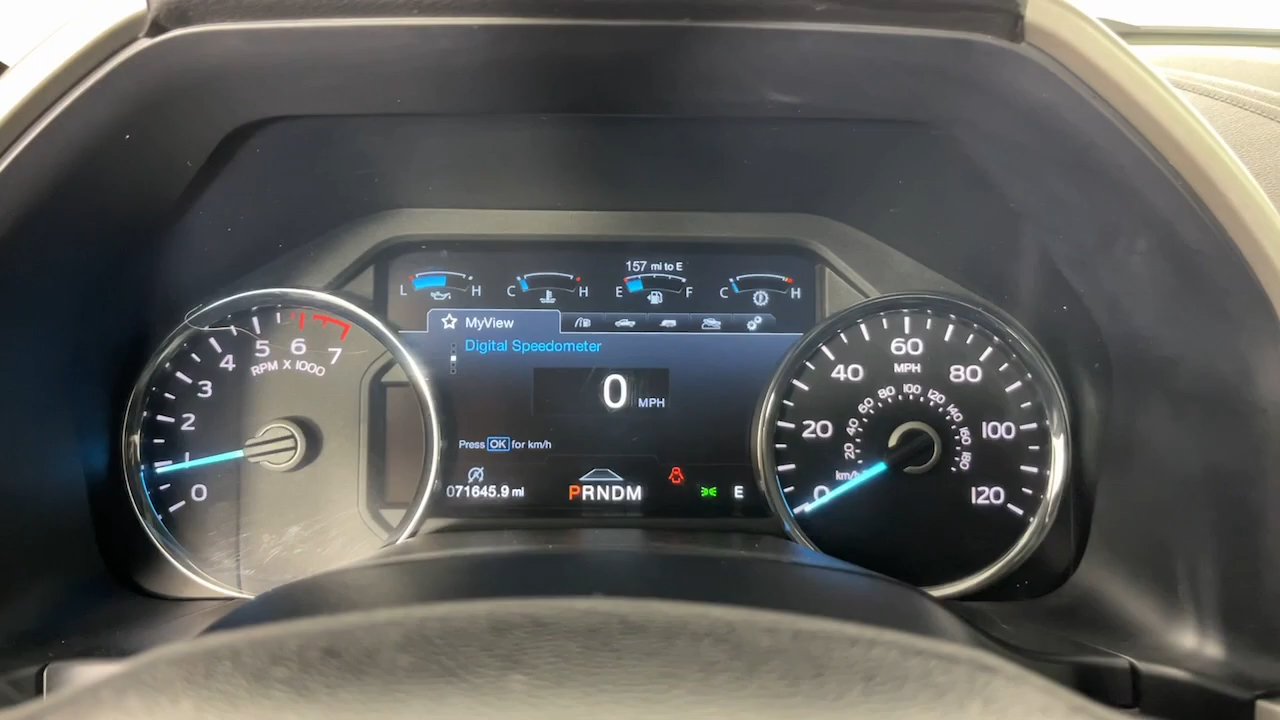 157 mi to E
L H C H E F C H
MyView
Digital Speedometer
0 MPH
Press OK for km/h
071645.9 mi
PRNDM
E
0 1 2 3 4 5 6 7
RPM X 1000
0 20 40 60 80 100 120
MPH
20 40 60 80 100 120 140 160 180
km/h